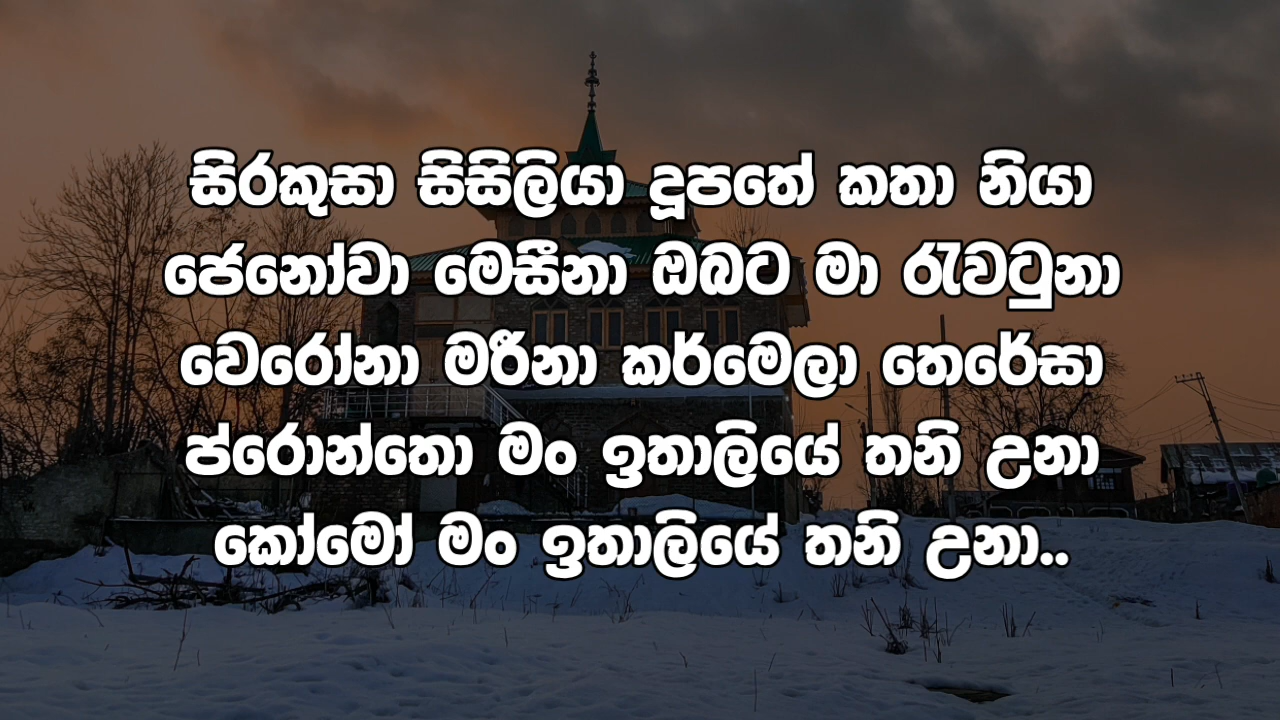 සිරකුසා සිසිලියා දූපතේ කතා නියා
ජෙනෝවා මෙසීනා ඔබට මා රැවටුනා
වෙරෝනා මරීනා කර්මෙලා තෙරේසා
ප්රොන්තො මං ඉතාලියේ තනි උනා
කෝමෝ මං ඉතාලියේ තනි උනා..